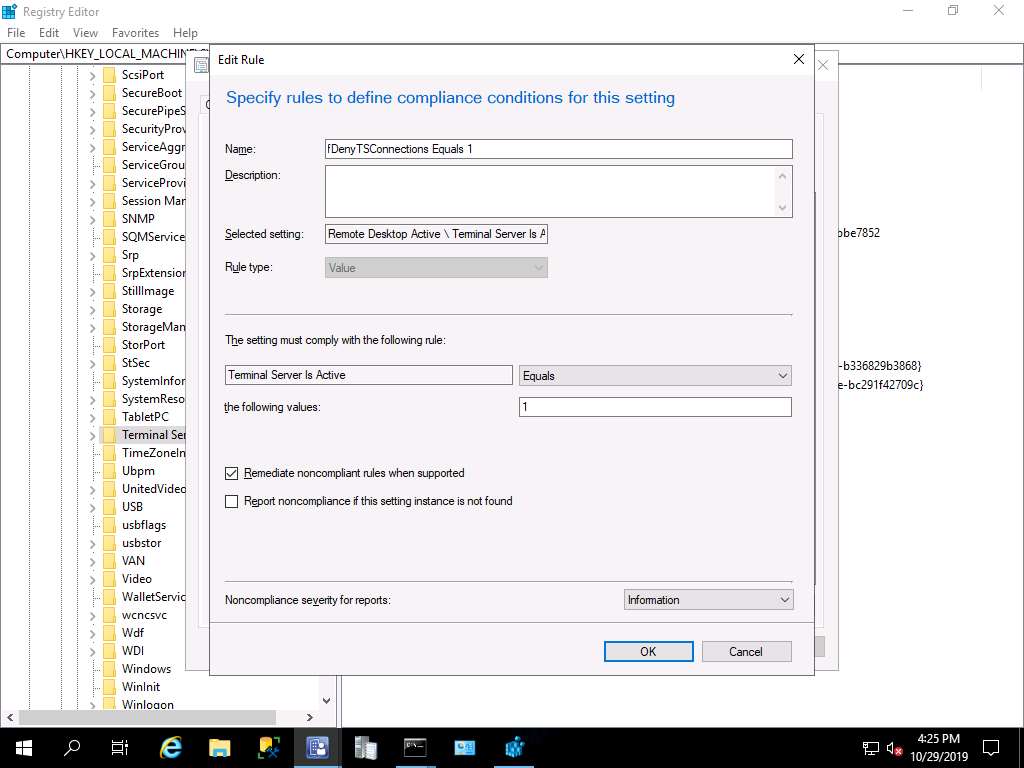 Registry Editor
File Edit View Favorites Help
Computer\HKEY_LOCAL_MACHINE
ScsiPort
SecureBoot
SecurePipeS
SecurityProv
ServiceAggr
ServiceGrou
ServiceProvi
Session Mar
SNMP
SQMService
Srp
SrpExtension
StillImage
Storage
StorageMan
StorPort
StSec
SystemInfor
SystemReso
TabletPC
Terminal Ser
TimeZoneIn
Ubpm
UnitedVideo
USB
usbflags
usbstor
VAN
Video
WalletServic
wcncsvc
Wdf
WDI
Windows
WinInit
Winlogon
Edit Rule
Specify rules to define compliance conditions for this setting
Name: fDenyTSConnections Equals 1
Description:
Selected setting: Remote Desktop Active \ Terminal Server Is A
Rule type: Value
The setting must comply with the following rule:
Terminal Server Is Active Equals
the following values: 1
Remediate noncompliant rules when supported
Report noncompliance if this setting instance is not found
Noncompliance severity for reports: Information
OK Cancel
bbe7852
-b336829b3868}
e-bc291f42709c}
4:25 PM
10/29/2019